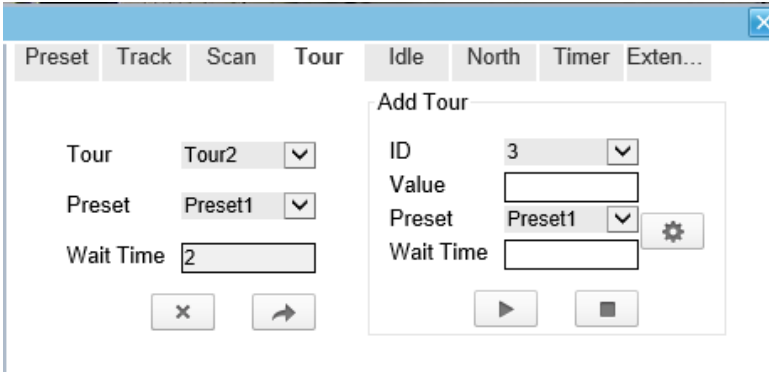 Preset Track Scan Tour Idle North Timer Exten...
Add Tour
Tour Tour2
Preset Preset1
Wait Time 2
ID 3
Value
Preset Preset1
Wait Time